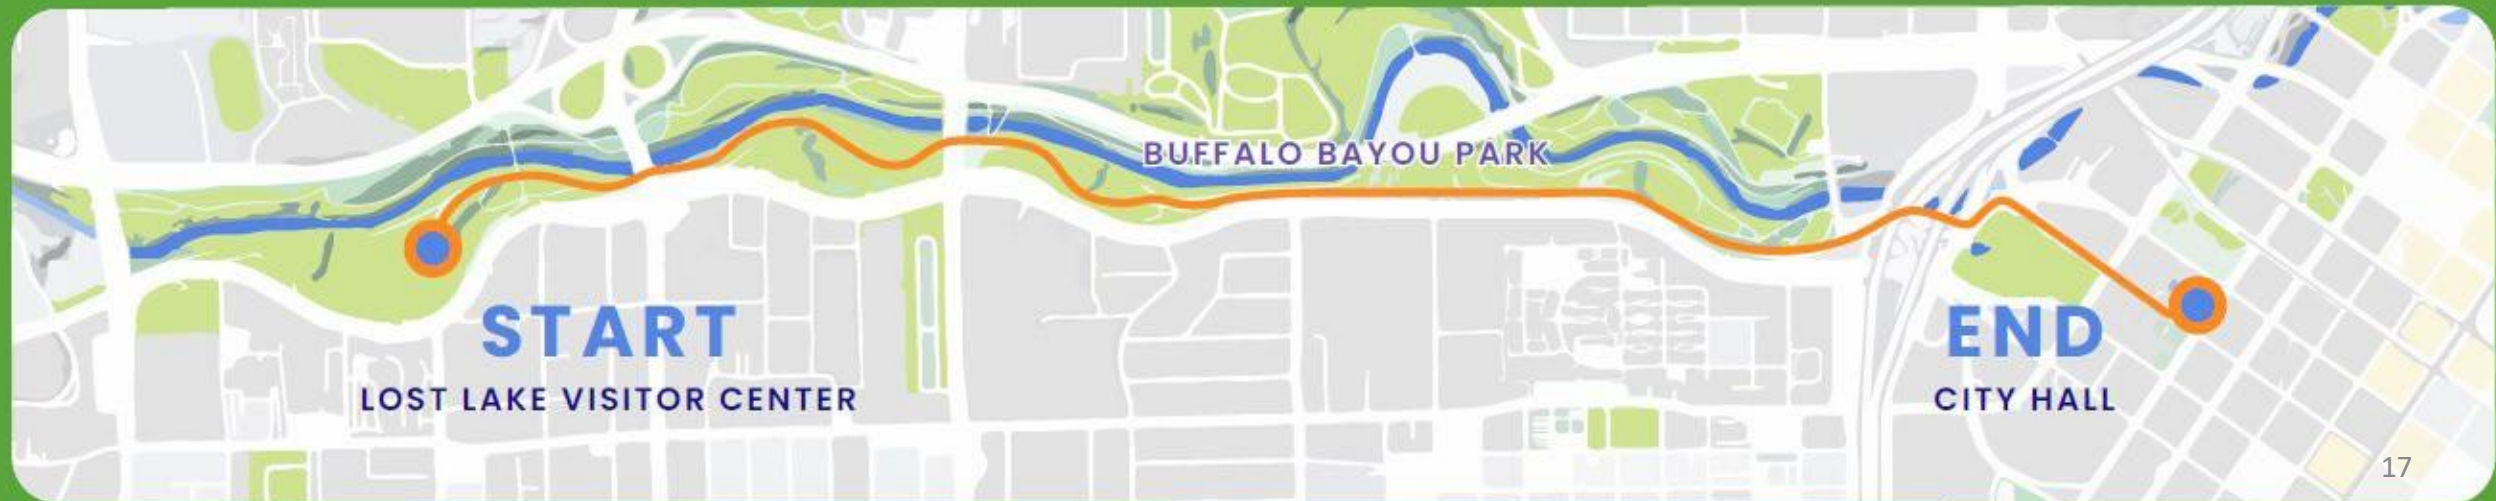 BUFFALO BAYOU PARK
START
LOST LAKE VISITOR CENTER
END
CITY HALL
17